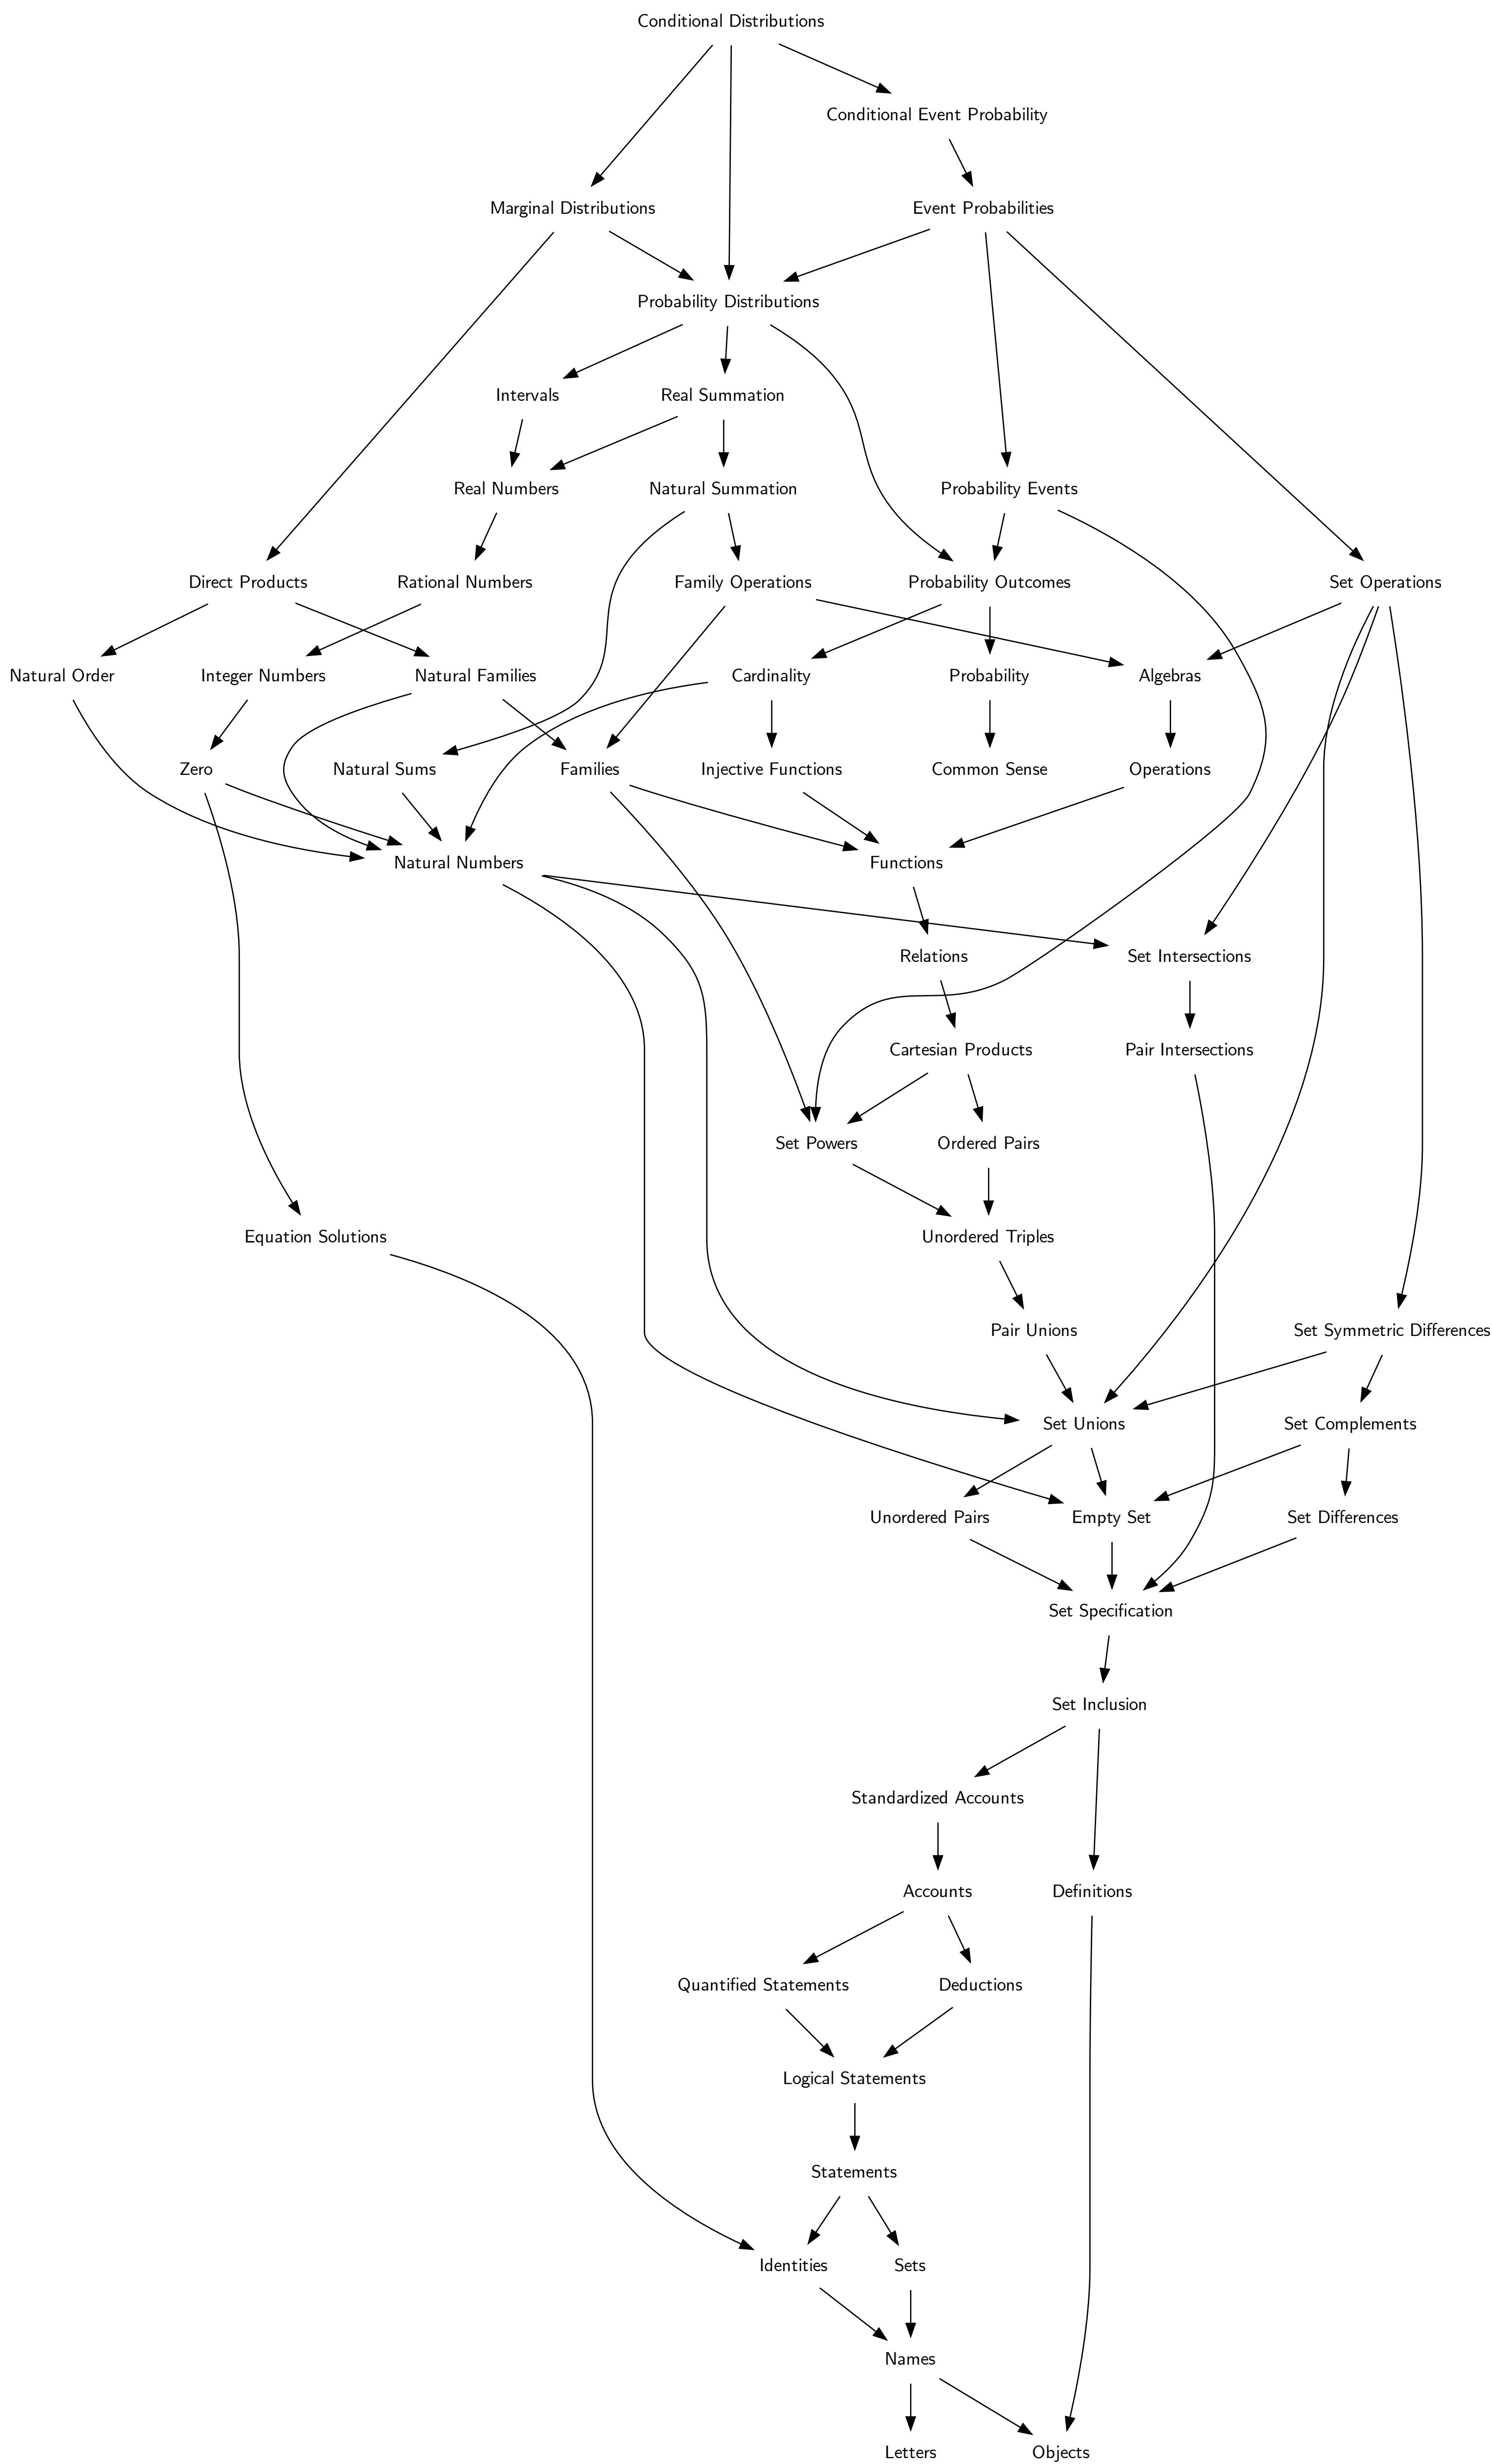 Conditional Distributions
Conditional Event Probability
Marginal Distributions
Event Probabilities
Probability Distributions
Intervals
Real Summation
Real Numbers
Natural Summation
Probability Events
Direct Products
Rational Numbers
Family Operations
Probability Outcomes
Set Operations
Natural Order
Integer Numbers
Natural Families
Cardinality
Probability
Algebras
Zero
Natural Sums
Families
Injective Functions
Common Sense
Operations
Natural Numbers
Functions
Relations
Set Intersections
Cartesian Products
Pair Intersections
Set Powers
Ordered Pairs
Equation Solutions
Unordered Triples
Pair Unions
Set Symmetric Differences
Set Unions
Set Complements
Unordered Pairs
Empty Set
Set Differences
Set Specification
Set Inclusion
Standardized Accounts
Accounts
Definitions
Quantified Statements
Deductions
Logical Statements
Statements
Identities
Sets
Names
Letters
Objects